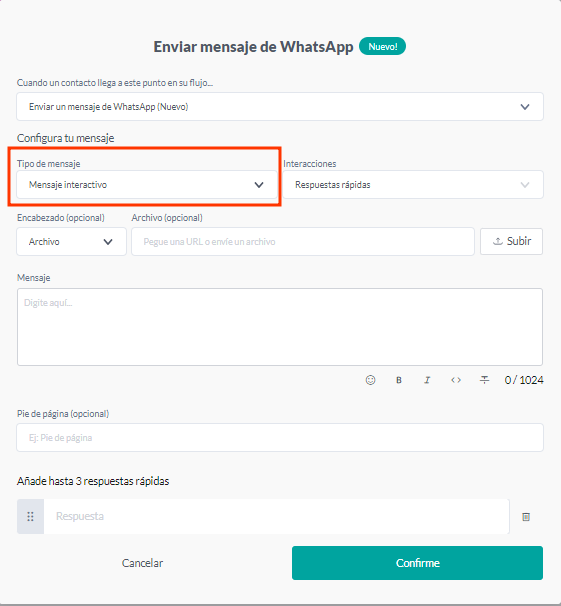 Enviar mensaje de WhatsApp Nuevo!
Cuando un contacto llega a este punto en su flujo...
Enviar un mensaje de WhatsApp (Nuevo)
Configura tu mensaje
Tipo de mensaje Interacciones
Mensaje interactivo Respuestas rápidas
Encabezado (opcional) Archivo (opcional)
Archivo Pegue una URL o envíe un archivo Subir
Mensaje
Digite aquí...
B I <> T 0 / 1024
Pie de página (opcional)
Ej: Pie de página
Añade hasta 3 respuestas rápidas
Respuesta
Cancelar Confirme